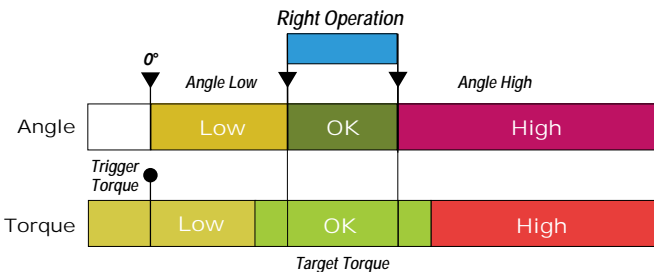 Right Operation
0°
Angle Low
Angle High
Angle
Low
OK
High
Trigger
Torque
Torque
Low
OK
High
Target Torque